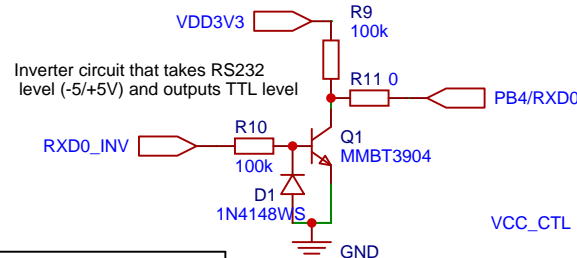 VDD3V3
R9
100k
Inverter circuit that takes RS232
level (-5/+5V) and outputs TTL level
R11 0
PB4/RXD0
RXD0_INV
R10
100k
Q1
MMBT3904
D1
1N4148WS
VCC_CTL
GND